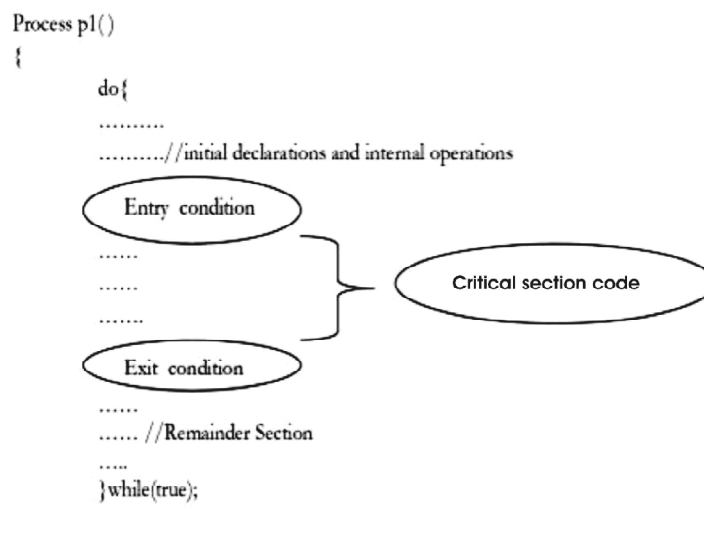 Process p1()
{
do{
..........
..........//initial declarations and internal operations
Entry condition
......
......
.......
Critical section code
Exit condition
......
...... //Remainder Section
.....
}while(true);